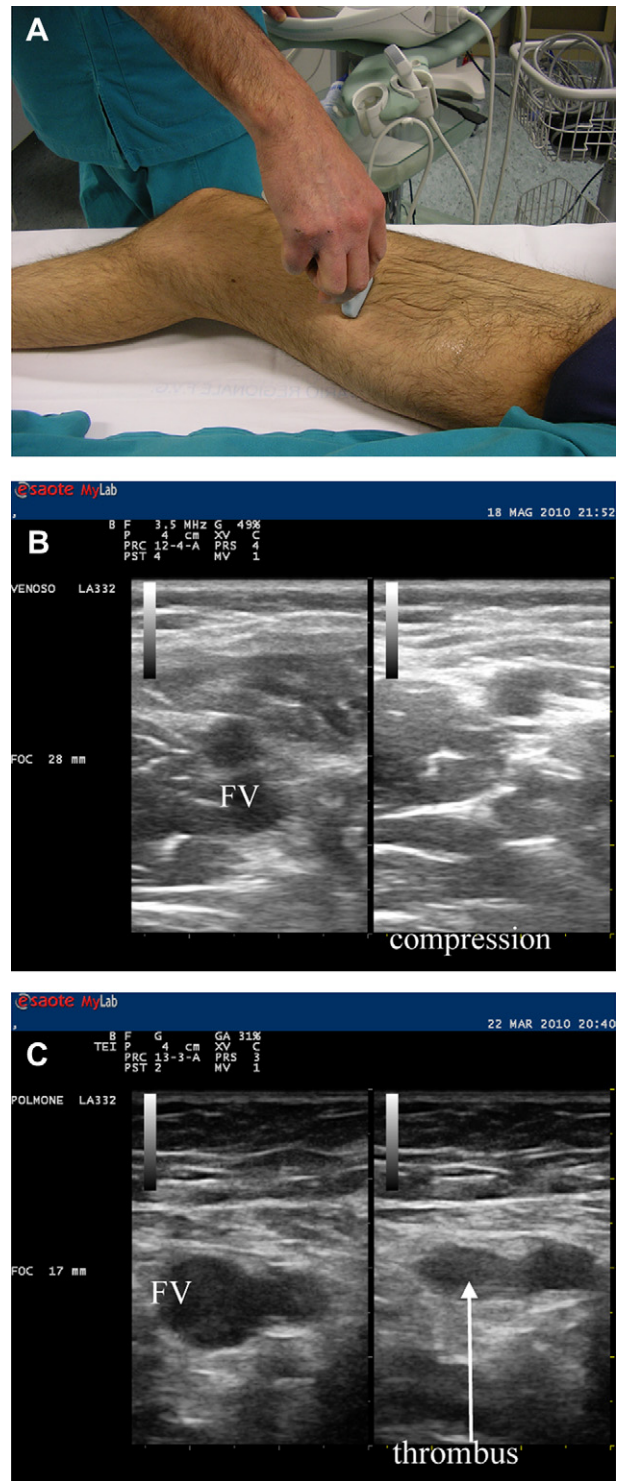 A
esaote MyLab
,
18 MAG 2010 21:52
B
B F 3.5 MHz G 49%
P 4 cm XV C
PRC 12-4-A PRS 4
PST 4 MV 1
VENOSO LA332
FOC 28 mm
FV
compression
esaote MyLab
,
22 MAR 2010 20:40
C
B F G GA 31%
TEI P 4 cm XV C
PRC 13-3-A PRS 3
PST 2 MV 1
POLMONE LA332
FOC 17 mm
FV
thrombus